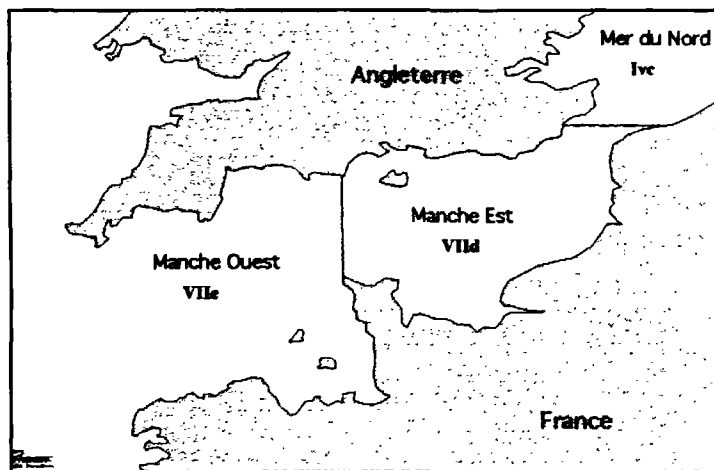 Mer du Nord
Ivc
Angleterre
Manche Est
VIId
Manche Ouest
VIIe
France